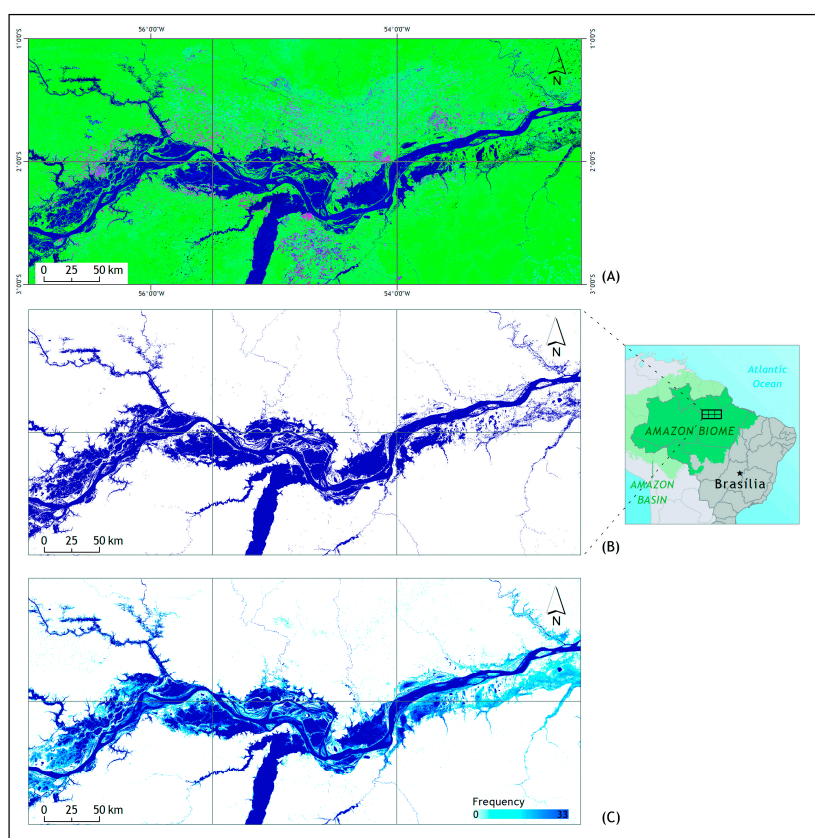 56°0'0"W
54°0'0"W
1°0'0"S
1°0'0"S
N
2°0'0"S
2°0'0"S
3°0'0"S
3°0'0"S
0 25 50 km
56°0'0"W
54°0'0"W
(A)
N
0 25 50 km
(B)
Atlantic
Ocean
AMAZON BIOME
AMAZON
BASIN
Brasília
N
0 25 50 km
Frequency
0 33
(C)